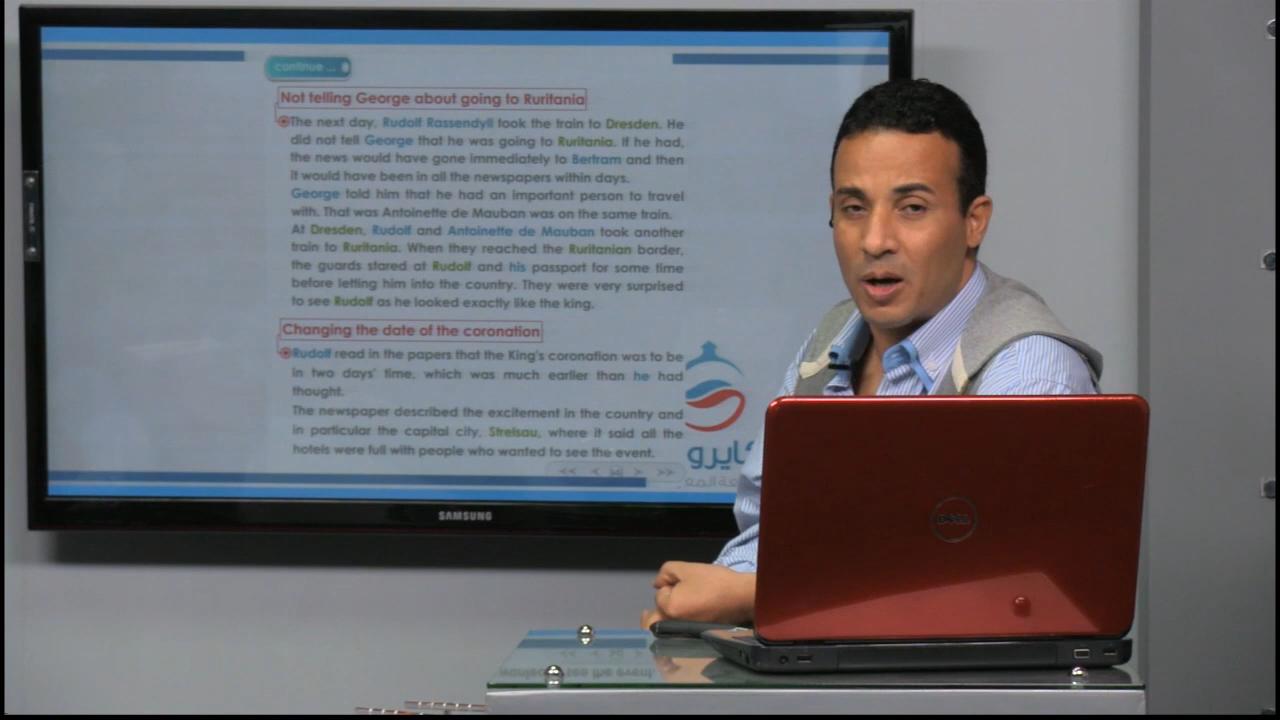 continue ...
Not telling George about going to Ruritania
The next day, Rudolf Rassendyll took the train to Dresden. He
did not tell George that he was going to Ruritania. If he had,
the news would have gone immediately to Bertram and then
it would have been in all the newspapers within days.
George told him that he had an important person to travel
with. That was Antoinette de Mauban was on the same train.
At Dresden, Rudolf and Antoinette de Mauban took another
train to Ruritania. When they reached the Ruritanian border,
the guards stared at Rudolf and his passport for some time
before letting him into the country. They were very surprised
to see Rudolf as he looked exactly like the king.
Changing the date of the coronation
Rudolf read in the papers that the King's coronation was to be
in two days' time, which was much earlier than he had
thought.
The newspaper described the excitement in the country and
in particular the capital city, Strelsau, where it said all the
hotels were full with people who wanted to see the event.
<< < > >>
كايرو
SAMSUNG
DELL